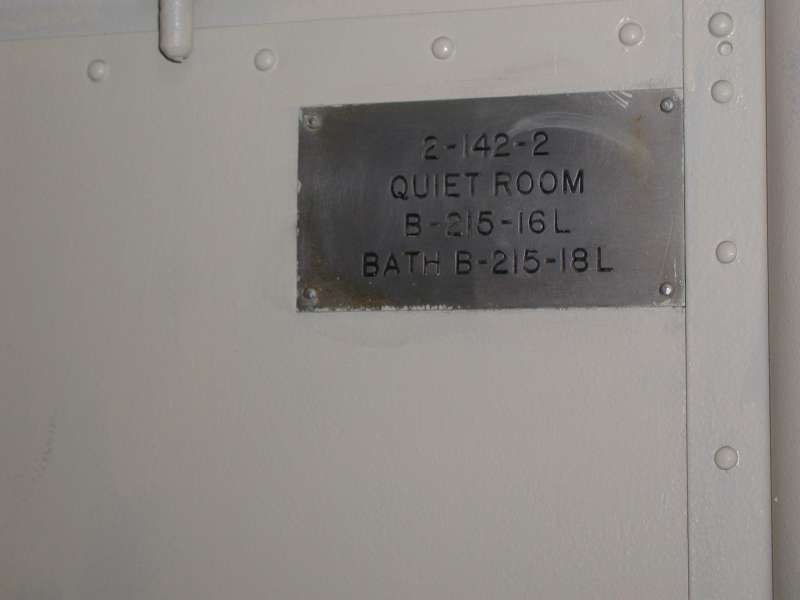 2-142-2
QUIET ROOM
B-215-16L
BATH B-215-18L